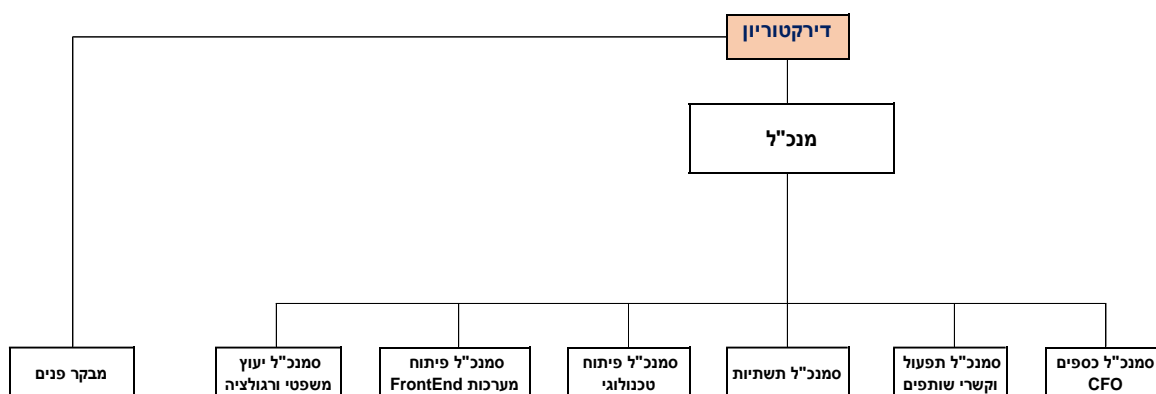 דירקטוריון
מנכ"ל
סמנכ"ל כספים
CFO
סמנכ"ל תפעול
וקשרי שותפים
סמנכ"ל תשתיות
סמנכ"ל פיתוח
טכנולוגי
סמנכ"ל פיתוח
מערכות FrontEnd
סמנכ"ל יעוץ
משפטי ורגולציה
מבקר פנים